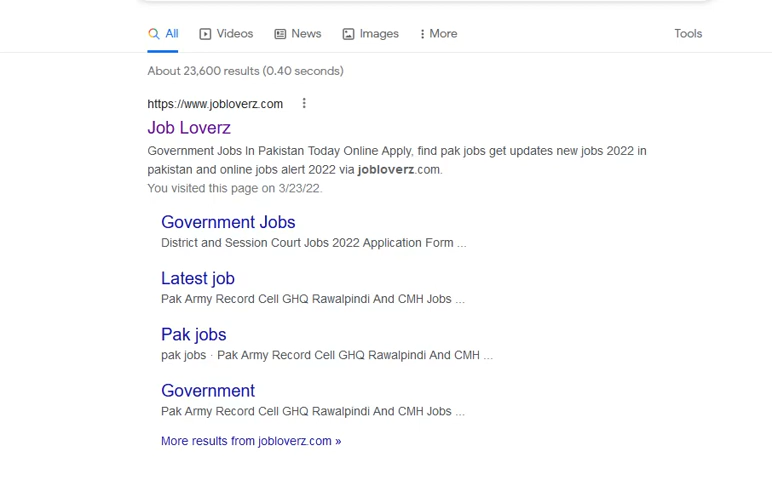 All Videos News Images More Tools
About 23,600 results (0.40 seconds)
https://www.jobloverz.com
Job Loverz
Government Jobs In Pakistan Today Online Apply, find pak jobs get updates new jobs 2022 in
pakistan and online jobs alert 2022 via jobloverz.com.
You visited this page on 3/23/22.
Government Jobs
District and Session Court Jobs 2022 Application Form ...
Latest job
Pak Army Record Cell GHQ Rawalpindi And CMH Jobs ...
Pak jobs
pak jobs · Pak Army Record Cell GHQ Rawalpindi And CMH ...
Government
Pak Army Record Cell GHQ Rawalpindi And CMH Jobs ...
More results from jobloverz.com »